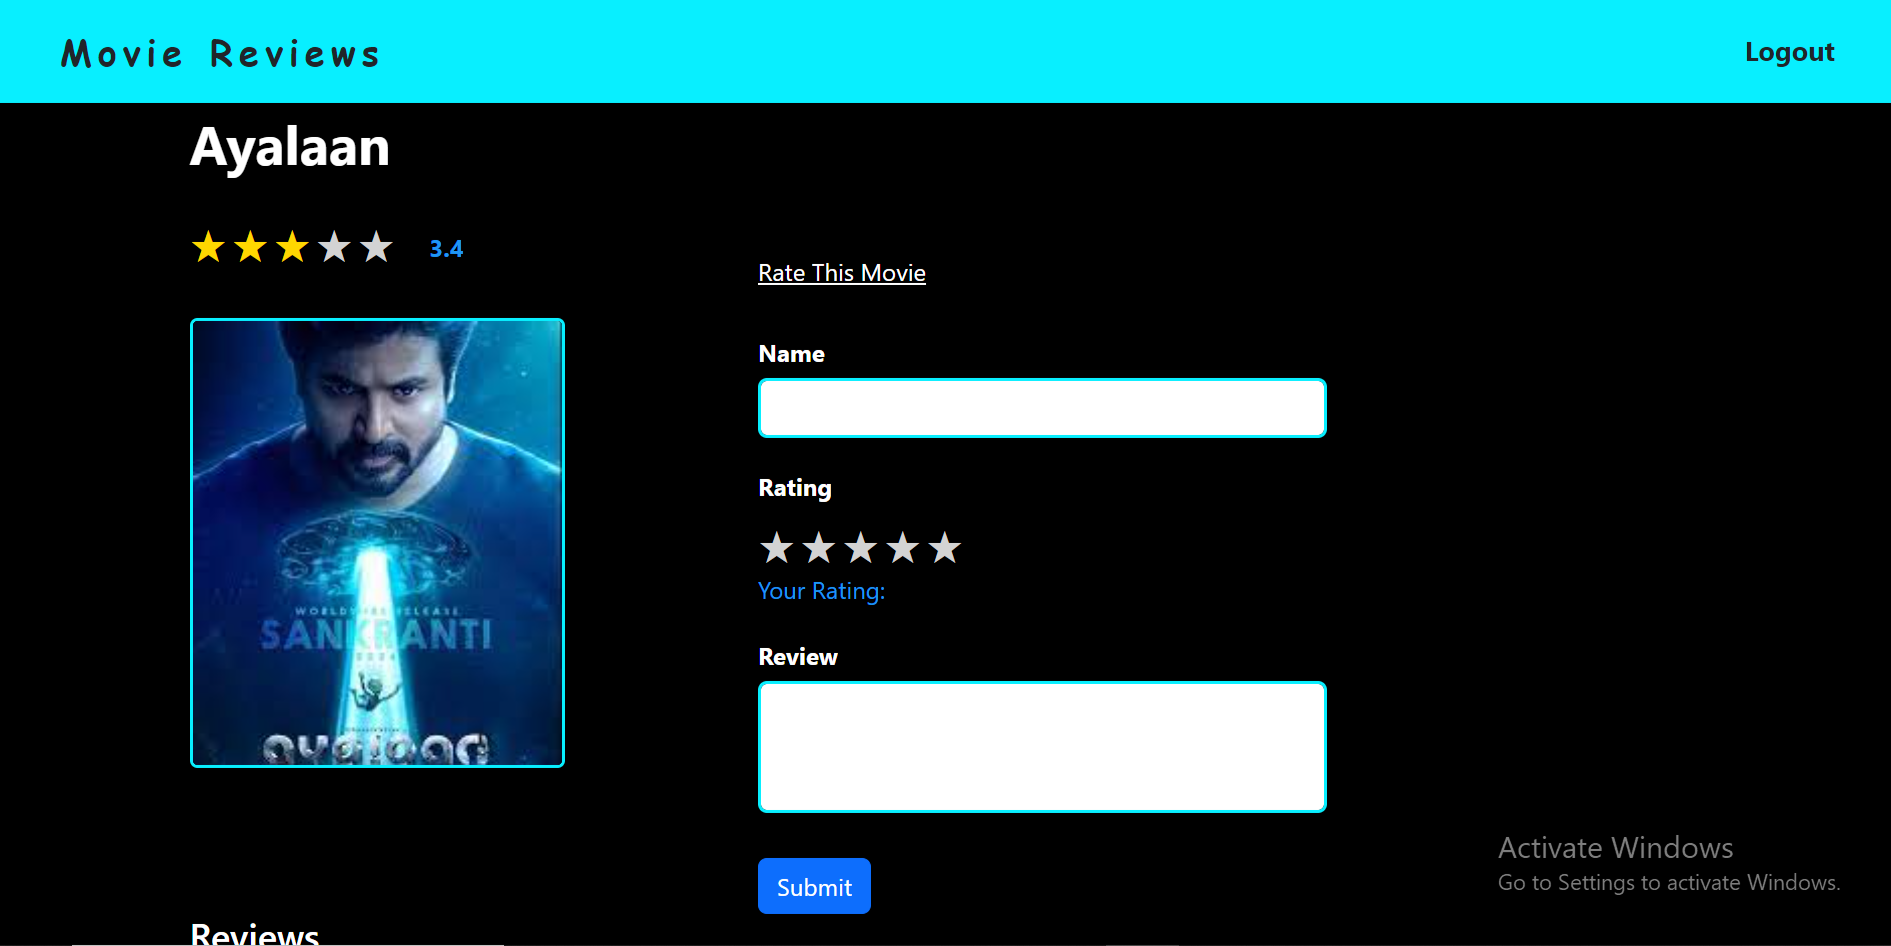 Movie Reviews
Logout
Ayalaan
3.4
Rate This Movie
Name
Rating
Your Rating:
Review
WORLDWIDE RELEASE
SANKRANTI
ayalaan
Submit
Activate Windows
Go to Settings to activate Windows.
Reviews